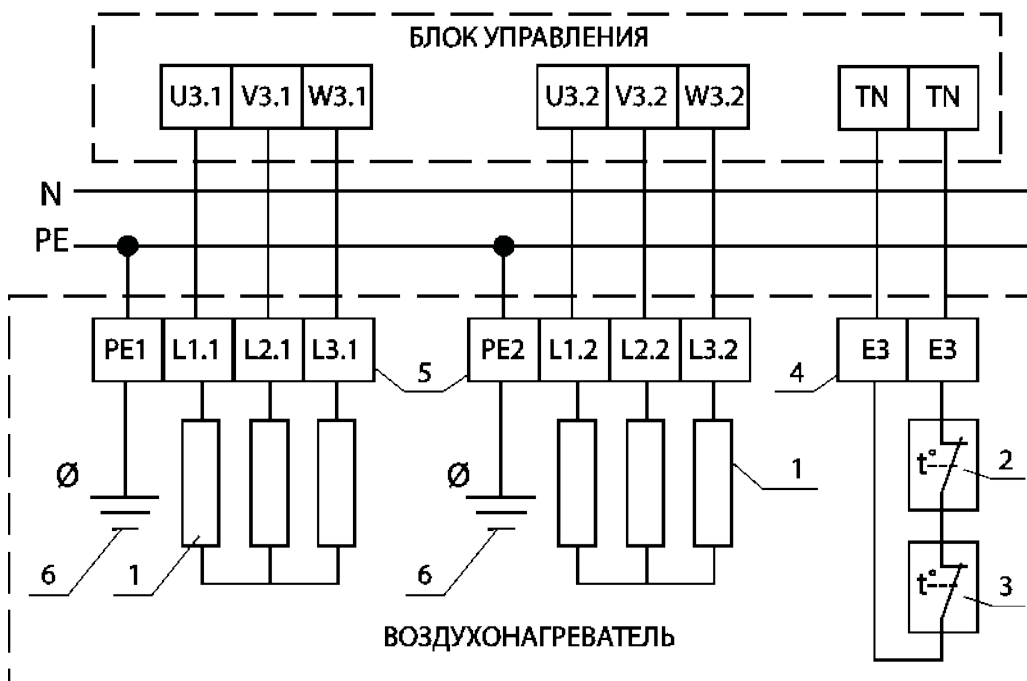 БЛОК УПРАВЛЕНИЯ
U3.1 V3.1 W3.1 U3.2 V3.2 W3.2 TN TN
N
PE
PE1 L1.1 L2.1 L3.1 5 PE2 L1.2 L2.2 L3.2 4 E3 E3
Ø Ø 1 t° 2
6 1 6 t° 3
ВОЗДУХОНАГРЕВАТЕЛЬ